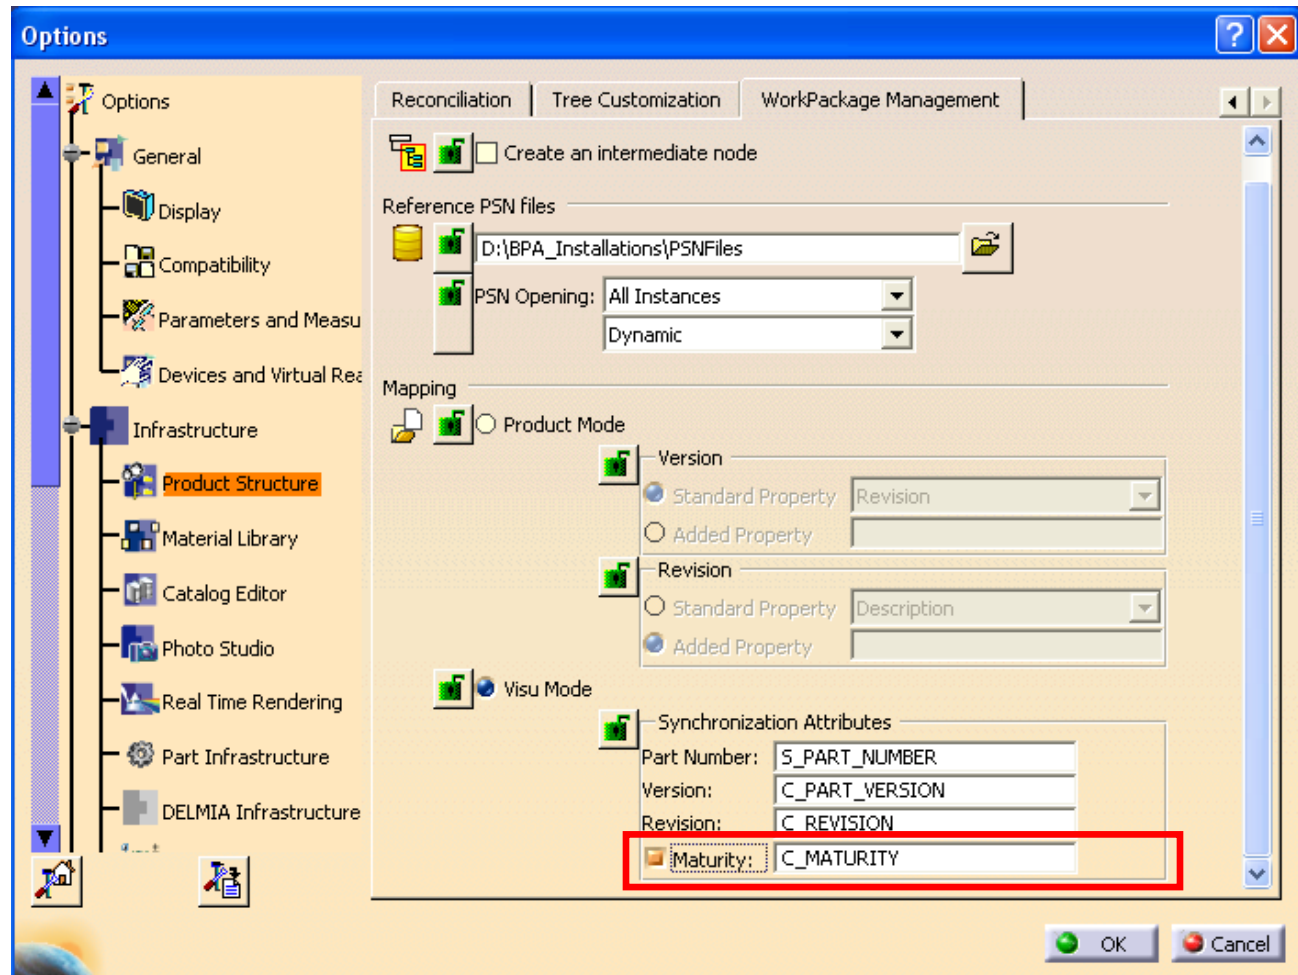 Options
Options
General
Display
Compatibility
Parameters and Measu
Devices and Virtual Rea
Infrastructure
Product Structure
Material Library
Catalog Editor
Photo Studio
Real Time Rendering
Part Infrastructure
DELMIA Infrastructure
Reconciliation Tree Customization WorkPackage Management
Create an intermediate node
Reference PSN files
D:\BPA_Installations\PSNFiles
PSN Opening: All Instances
Dynamic
Mapping
Product Mode
Version
Standard Property Revision
Added Property
Revision
Standard Property Description
Added Property
Visu Mode
Synchronization Attributes
Part Number: S_PART_NUMBER
Version: C_PART_VERSION
Revision: C_REVISION
Maturity: C_MATURITY
OK Cancel